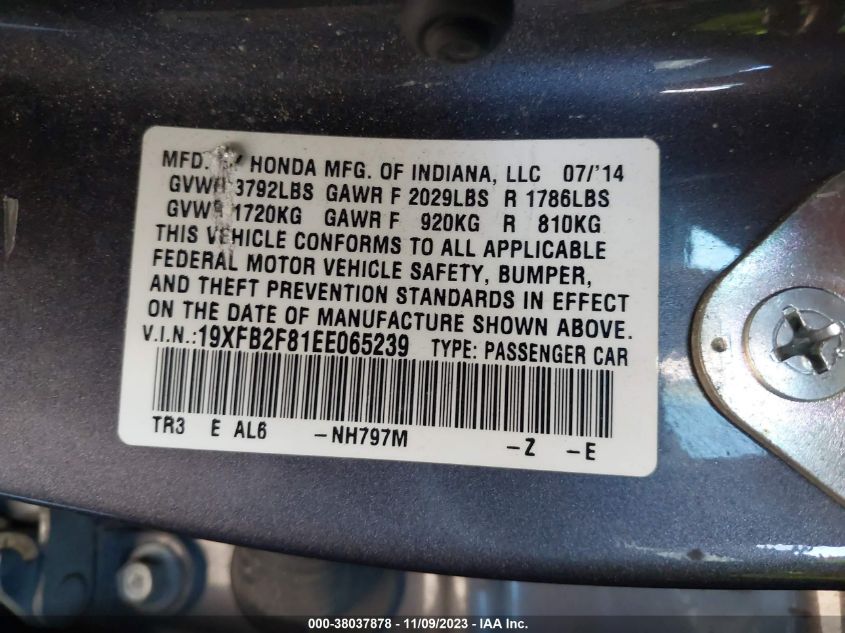 MFD. BY HONDA MFG. OF INDIANA, LLC 07/'14
GVWR 3792LBS GAWR F 2029LBS R 1786LBS
GVWR 1720KG GAWR F 920KG R 810KG
THIS VEHICLE CONFORMS TO ALL APPLICABLE
FEDERAL MOTOR VEHICLE SAFETY, BUMPER,
AND THEFT PREVENTION STANDARDS IN EFFECT
ON THE DATE OF MANUFACTURE SHOWN ABOVE.
V.I.N.:19XFB2F81EE065239 TYPE: PASSENGER CAR
TR3 E AL6 -NH797M -Z -E
000-38037878 - 11/09/2023 - IAA Inc.